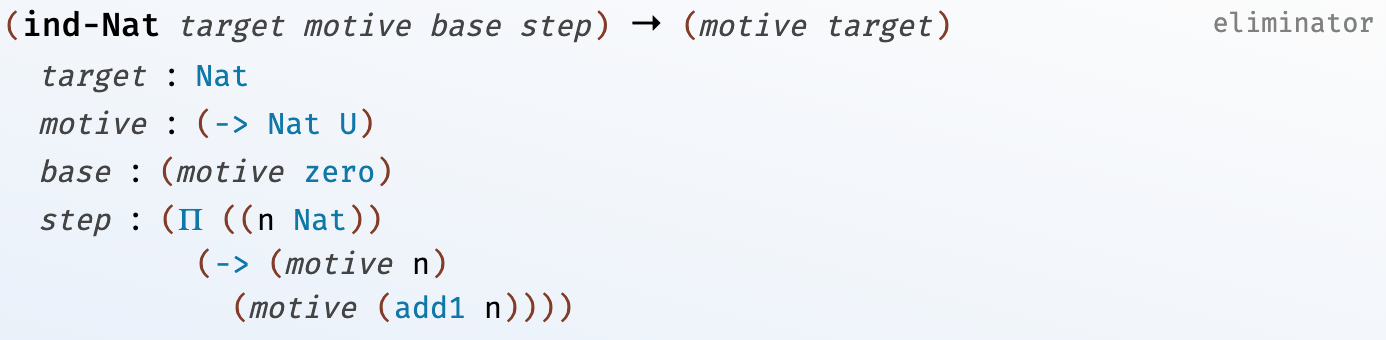 (ind-Nat target motive base step) → (motive target) eliminator
target : Nat
motive : (-> Nat U)
base : (motive zero)
step : (Π ((n Nat))
(-> (motive n)
(motive (add1 n))))